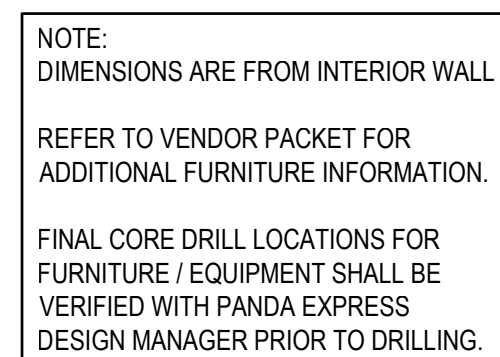 NOTE:
DIMENSIONS ARE FROM INTERIOR WALL
REFER TO VENDOR PACKET FOR
ADDITIONAL FURNITURE INFORMATION.
FINAL CORE DRILL LOCATIONS FOR
FURNITURE / EQUIPMENT SHALL BE
VERIFIED WITH PANDA EXPRESS
DESIGN MANAGER PRIOR TO DRILLING.